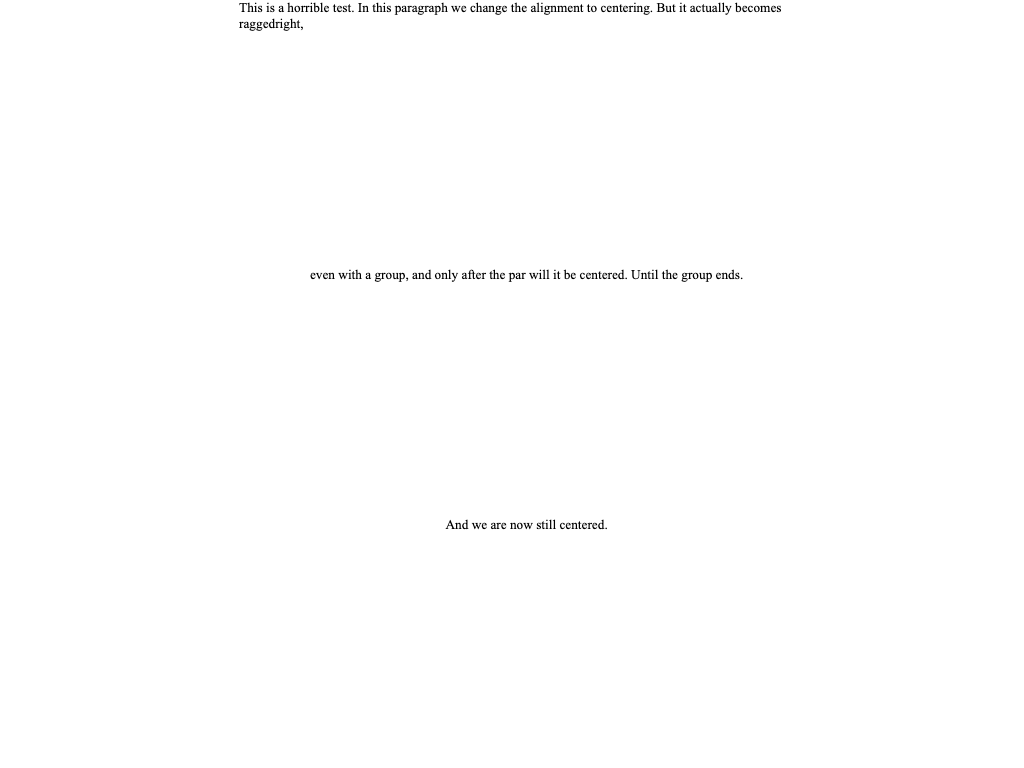 This is a horrible test. In this paragraph we change the alignment to centering. But it actually becomes
raggedright,
even with a group, and only after the par will it be centered. Until the group ends.
And we are now still centered.